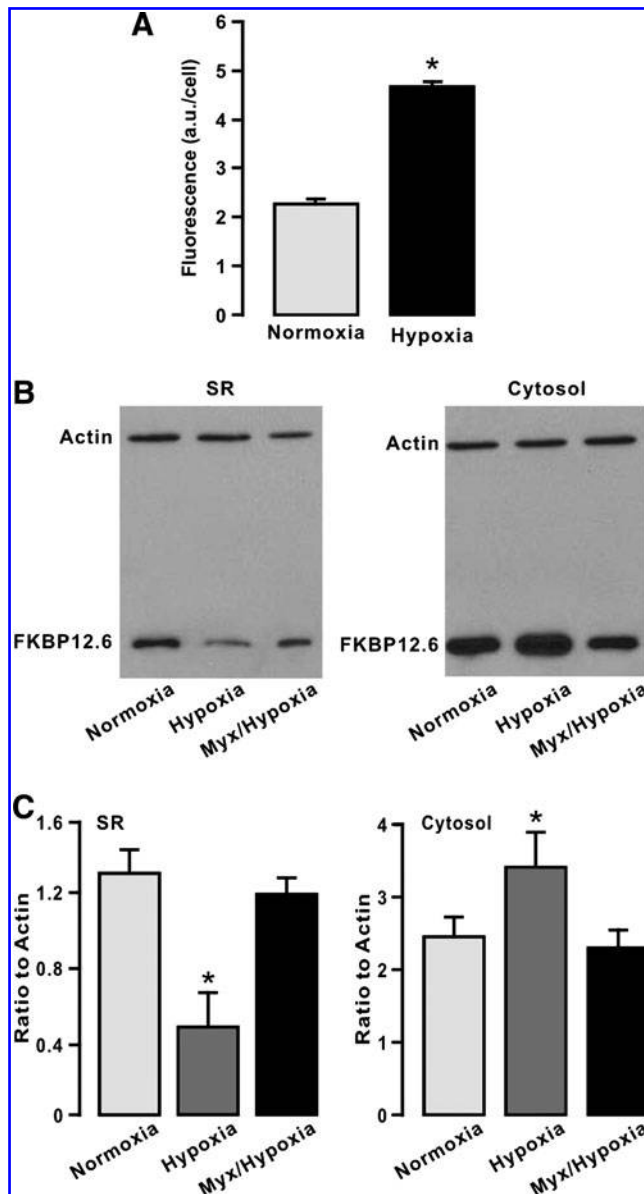 A
Fluorescence (a.u./cell)
6
5
4
3
2
1
0
*
Normoxia
Hypoxia
B
SR
Cytosol
Actin
FKBP12.6
Normoxia
Hypoxia
Myx/Hypoxia
Actin
FKBP12.6
Normoxia
Hypoxia
Myx/Hypoxia
C
SR
Ratio to Actin
1.6
1.2
0.8
0.4
0
*
Normoxia
Hypoxia
Myx/Hypoxia
Cytosol
Ratio to Actin
4
3
2
1
0
*
Normoxia
Hypoxia
Myx/Hypoxia